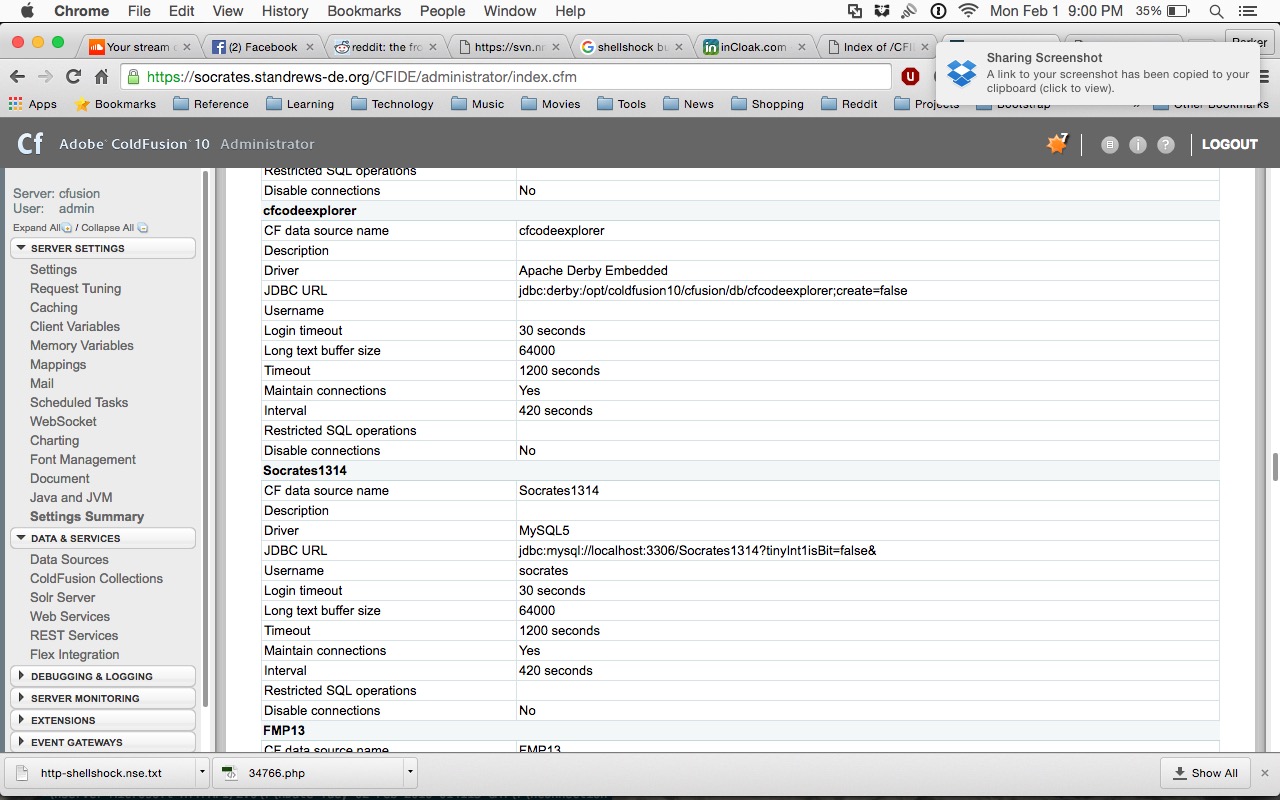 Chrome File Edit View History Bookmarks People Window Help Mon Feb 1 9:00 PM 35%
Your stream (2) Facebook reddit: the fro https://svn.n shellshock bu inCloak.com Index of /CFI
Sharing Screenshot
A link to your screenshot has been copied to your
clipboard (click to view).
https://socrates.standrews-de.org/CFIDE/administrator/index.cfm
Apps Bookmarks Reference Learning Technology Music Movies Tools News Shopping Reddit Projects Bootstrap » Other Bookmarks
Cf Adobe ColdFusion 10 Administrator 7 LOGOUT
Server: cfusion
User: admin
Expand All / Collapse All
SERVER SETTINGS
Settings
Request Tuning
Caching
Client Variables
Memory Variables
Mappings
Mail
Scheduled Tasks
WebSocket
Charting
Font Management
Document
Java and JVM
Settings Summary
DATA & SERVICES
Data Sources
ColdFusion Collections
Solr Server
Web Services
REST Services
Flex Integration
DEBUGGING & LOGGING
SERVER MONITORING
EXTENSIONS
EVENT GATEWAYS
Restricted SQL operations
Disable connections No
cfcodeexplorer
CF data source name cfcodeexplorer
Description
Driver Apache Derby Embedded
JDBC URL jdbc:derby:/opt/coldfusion10/cfusion/db/cfcodeexplorer;create=false
Username
Login timeout 30 seconds
Long text buffer size 64000
Timeout 1200 seconds
Maintain connections Yes
Interval 420 seconds
Restricted SQL operations
Disable connections No
Socrates1314
CF data source name Socrates1314
Description
Driver MySQL5
JDBC URL jdbc:mysql://localhost:3306/Socrates1314?tinyInt1isBit=false&
Username socrates
Login timeout 30 seconds
Long text buffer size 64000
Timeout 1200 seconds
Maintain connections Yes
Interval 420 seconds
Restricted SQL operations
Disable connections No
FMP13
CF data source name FMP13
http-shellshock.nse.txt 34766.php Show All